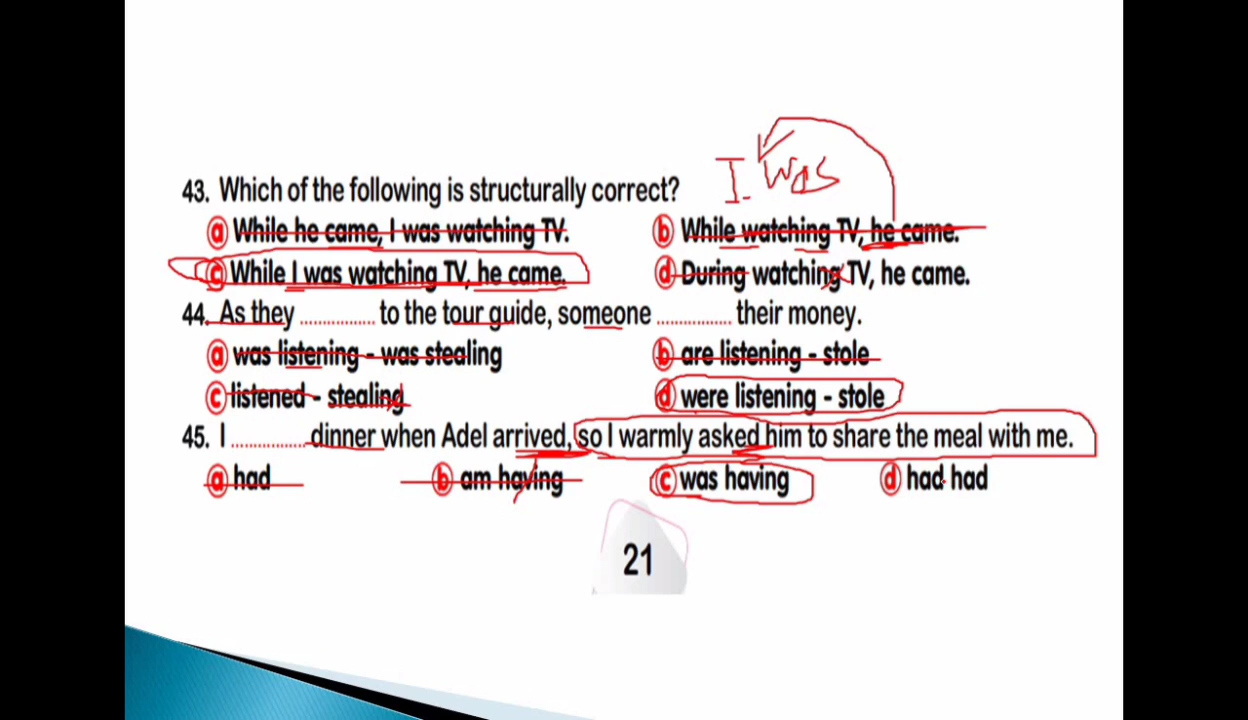 I was
43. Which of the following is structurally correct?
a While he came, I was watching TV. b While watching TV, he came.
c While I was watching TV, he came. d During watching TV, he came.
44. As they ................ to the tour guide, someone ................ their money.
a was listening - was stealing b are listening - stole
c listened - stealing d were listening - stole
45. I ................ dinner when Adel arrived, so I warmly asked him to share the meal with me.
a had b am having c was having d had had
21